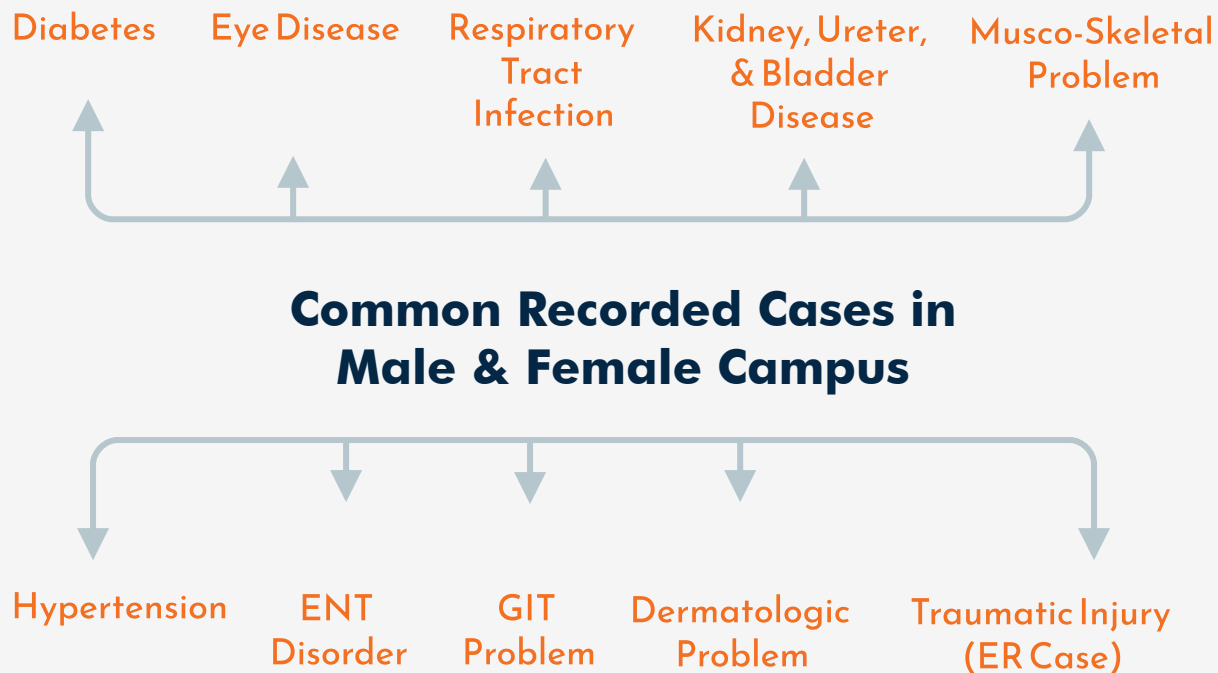 Diabetes
Eye Disease
Respiratory
Tract
Infection
Kidney, Ureter,
& Bladder
Disease
Musco-Skeletal
Problem
Common Recorded Cases in
Male & Female Campus
Hypertension
ENT
Disorder
GIT
Problem
Dermatologic
Problem
Traumatic Injury
(ER Case)